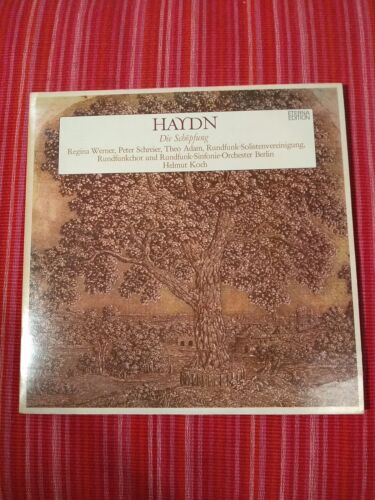 HAYDN
Die Schöpfung
Regina Werner, Peter Schreier, Theo Adam, Rundfunk-Solistenvereinigung,
Rundfunkchor und Rundfunk-Sinfonie-Orchester Berlin
Helmut Koch
ETERNA
EDITION